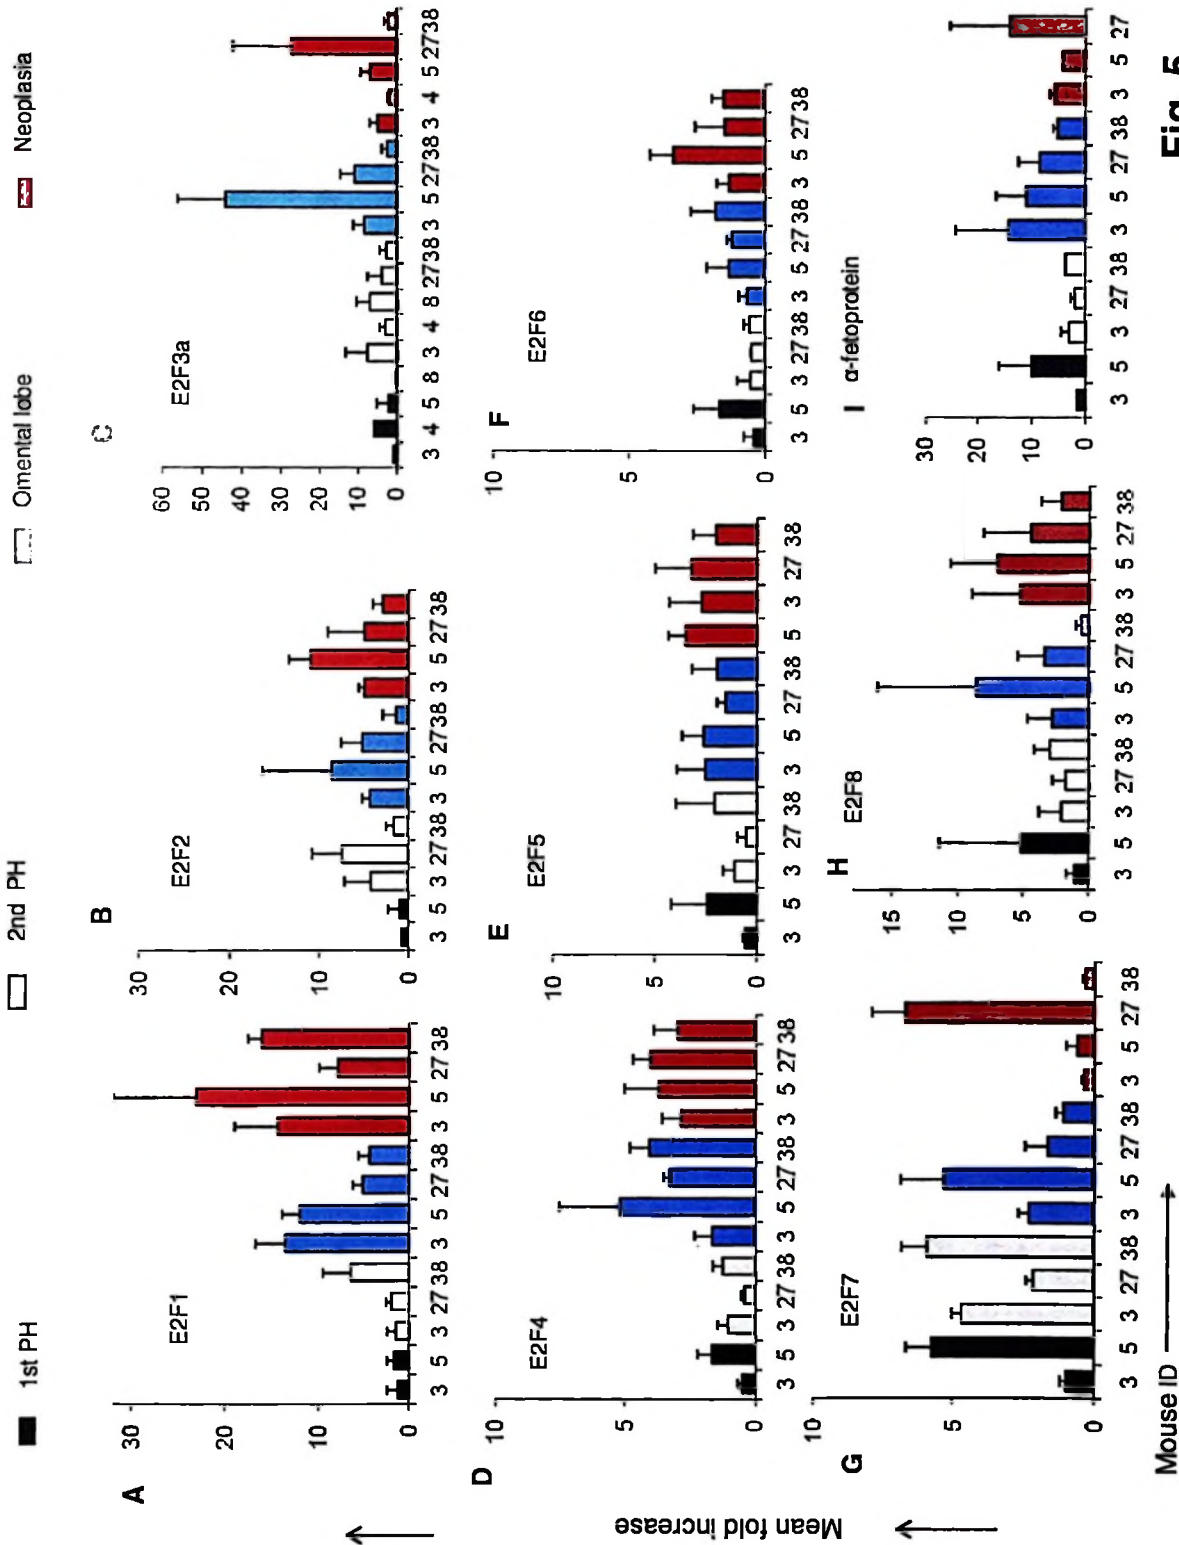 1st PH
2nd PH
Omental lobe
Neoplasia
A
E2F1
30
20
10
0
3 5 3 27 38 3 5 27 38 3 5 27 38
B
E2F2
30
20
10
0
3 5 3 27 38 3 5 27 38 3 5 27 38
C
E2F3a
60
50
40
30
20
10
0
3 4 5 8 3 4 8 27 38 3 5 27 38 3 4 5 27 38
Mean fold increase
D
E2F4
10
5
0
3 5 3 27 38 3 5 27 38 3 5 27 38
E
E2F5
10
5
0
3 5 3 27 38 3 5 27 38 5 3 27 38
F
E2F6
10
5
0
3 5 3 27 38 3 5 27 38 3 5 27 38
G
E2F7
10
5
0
3 5 3 27 38 3 5 27 38 3 5 27 38
H
E2F8
15
10
5
0
3 5 3 27 38 3 5 27 38 3 5 27 38
I α-fetoprotein
30
20
10
0
3 5 3 27 38 3 5 27 38 3 5 27
Mouse ID